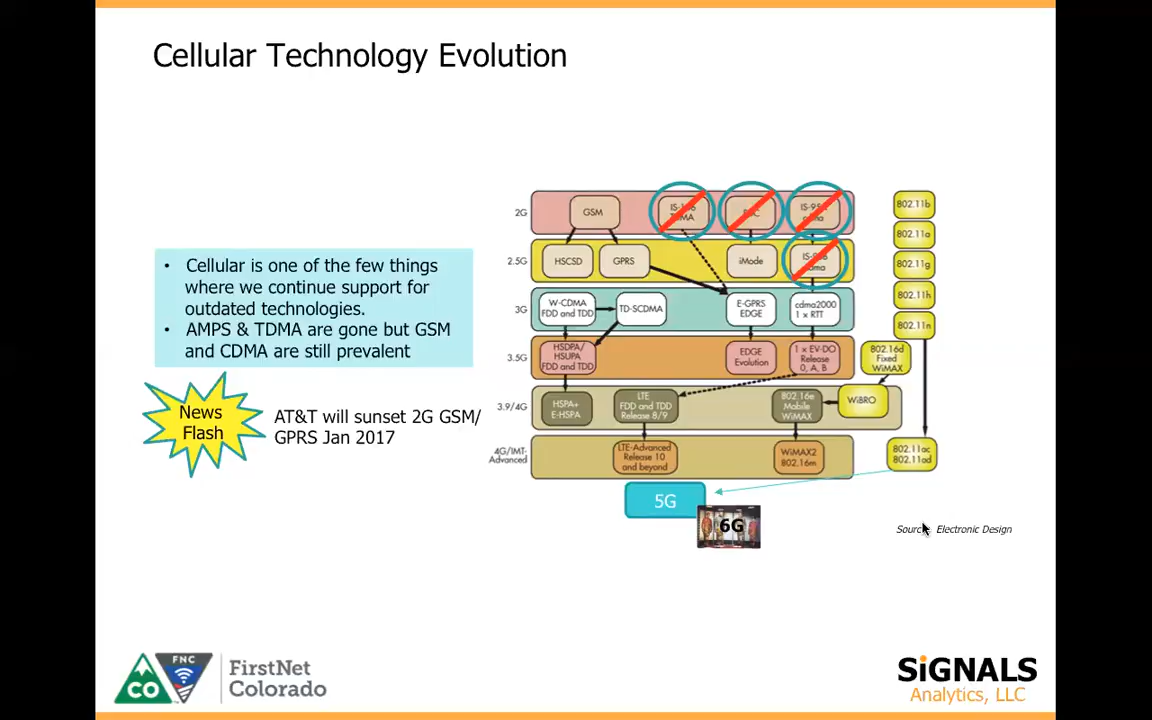 Cellular Technology Evolution
• Cellular is one of the few things
where we continue support for
outdated technologies.
• AMPS & TDMA are gone but GSM
and CDMA are still prevalent
News
Flash
AT&T will sunset 2G GSM/
GPRS Jan 2017
2G
GSM
2.5G
HSCSD
GPRS
iMode
3G
W-CDMA
FDD and TDD
TD-SCDMA
E-GPRS
EDGE
cdma2000
1 x RTT
3.5G
HSDPA/
HSUPA
FDD and TDD
EDGE
Evolution
1 x EV-DO
Release
0, A, B
3.9/4G
HSPA+
E-HSPA
LTE
FDD and TDD
Release 8/9
802.16e
Mobile
WiMAX
WiBRO
4G/IMT-
Advanced
LTE-Advanced
Release 10
and beyond
WiMAX2
802.16m
802.11b
802.11a
802.11g
802.11h
802.11n
802.16d
Fixed
WiMAX
802.11ac
802.11ad
5G
6G
Electronic Design
CO
FNC
FirstNet
Colorado
SiGNALS
Analytics, LLC